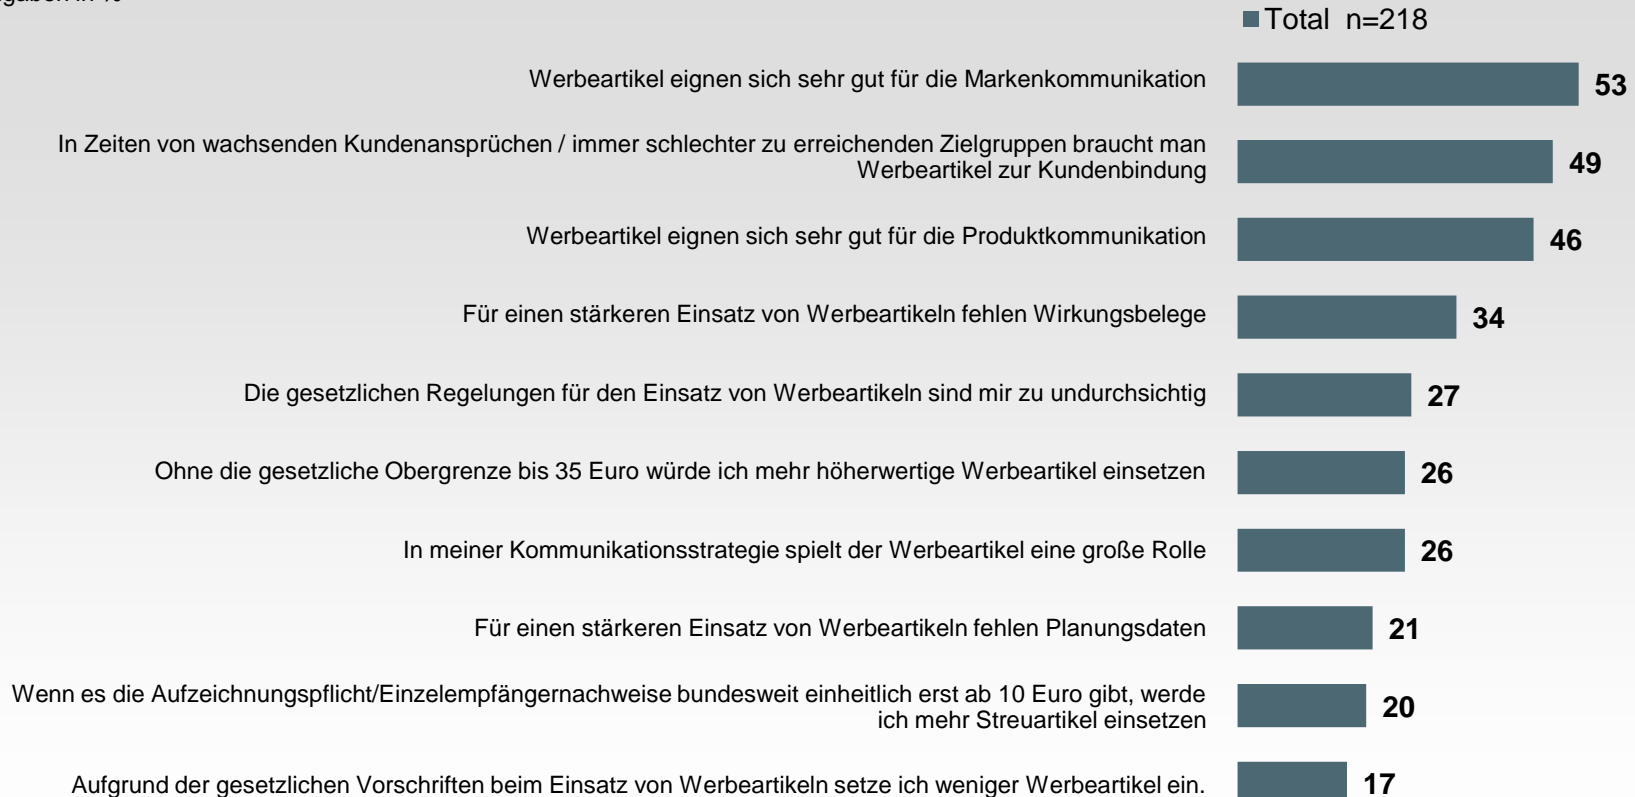 in %
Total n=218
Werbeartikel eignen sich sehr gut für die Markenkommunikation
53
In Zeiten von wachsenden Kundenansprüchen / immer schlechter zu erreichenden Zielgruppen braucht man
Werbeartikel zur Kundenbindung
49
Werbeartikel eignen sich sehr gut für die Produktkommunikation
46
Für einen stärkeren Einsatz von Werbeartikeln fehlen Wirkungsbelege
34
Die gesetzlichen Regelungen für den Einsatz von Werbeartikeln sind mir zu undurchsichtig
27
Ohne die gesetzliche Obergrenze bis 35 Euro würde ich mehr höherwertige Werbeartikel einsetzen
26
In meiner Kommunikationsstrategie spielt der Werbeartikel eine große Rolle
26
Für einen stärkeren Einsatz von Werbeartikeln fehlen Planungsdaten
21
Wenn es die Aufzeichnungspflicht/Einzelempfängernachweise bundesweit einheitlich erst ab 10 Euro gibt, werde
ich mehr Streuartikel einsetzen
20
Aufgrund der gesetzlichen Vorschriften beim Einsatz von Werbeartikeln setze ich weniger Werbeartikel ein.
17